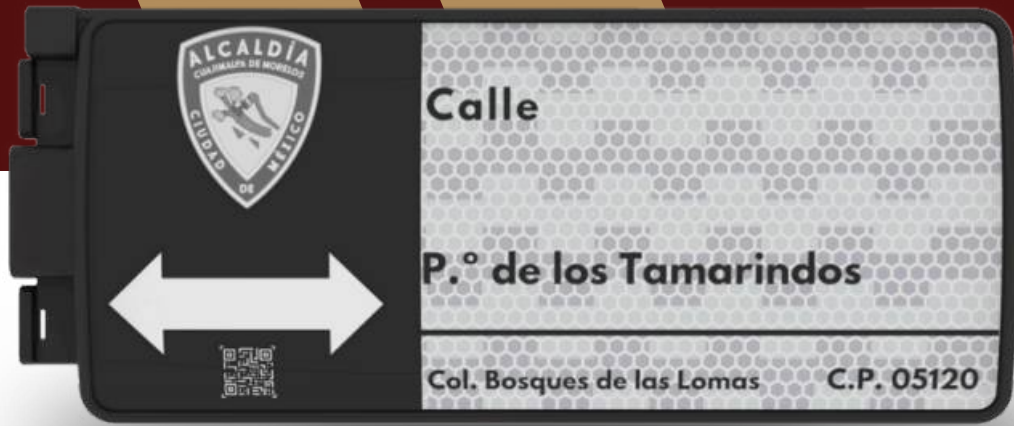 ALCALDÍA
CUAJIMALPA DE MORELOS
CIUDAD DE MÉXICO
Calle
P.º de los Tamarindos
Col. Bosques de las Lomas C.P. 05120